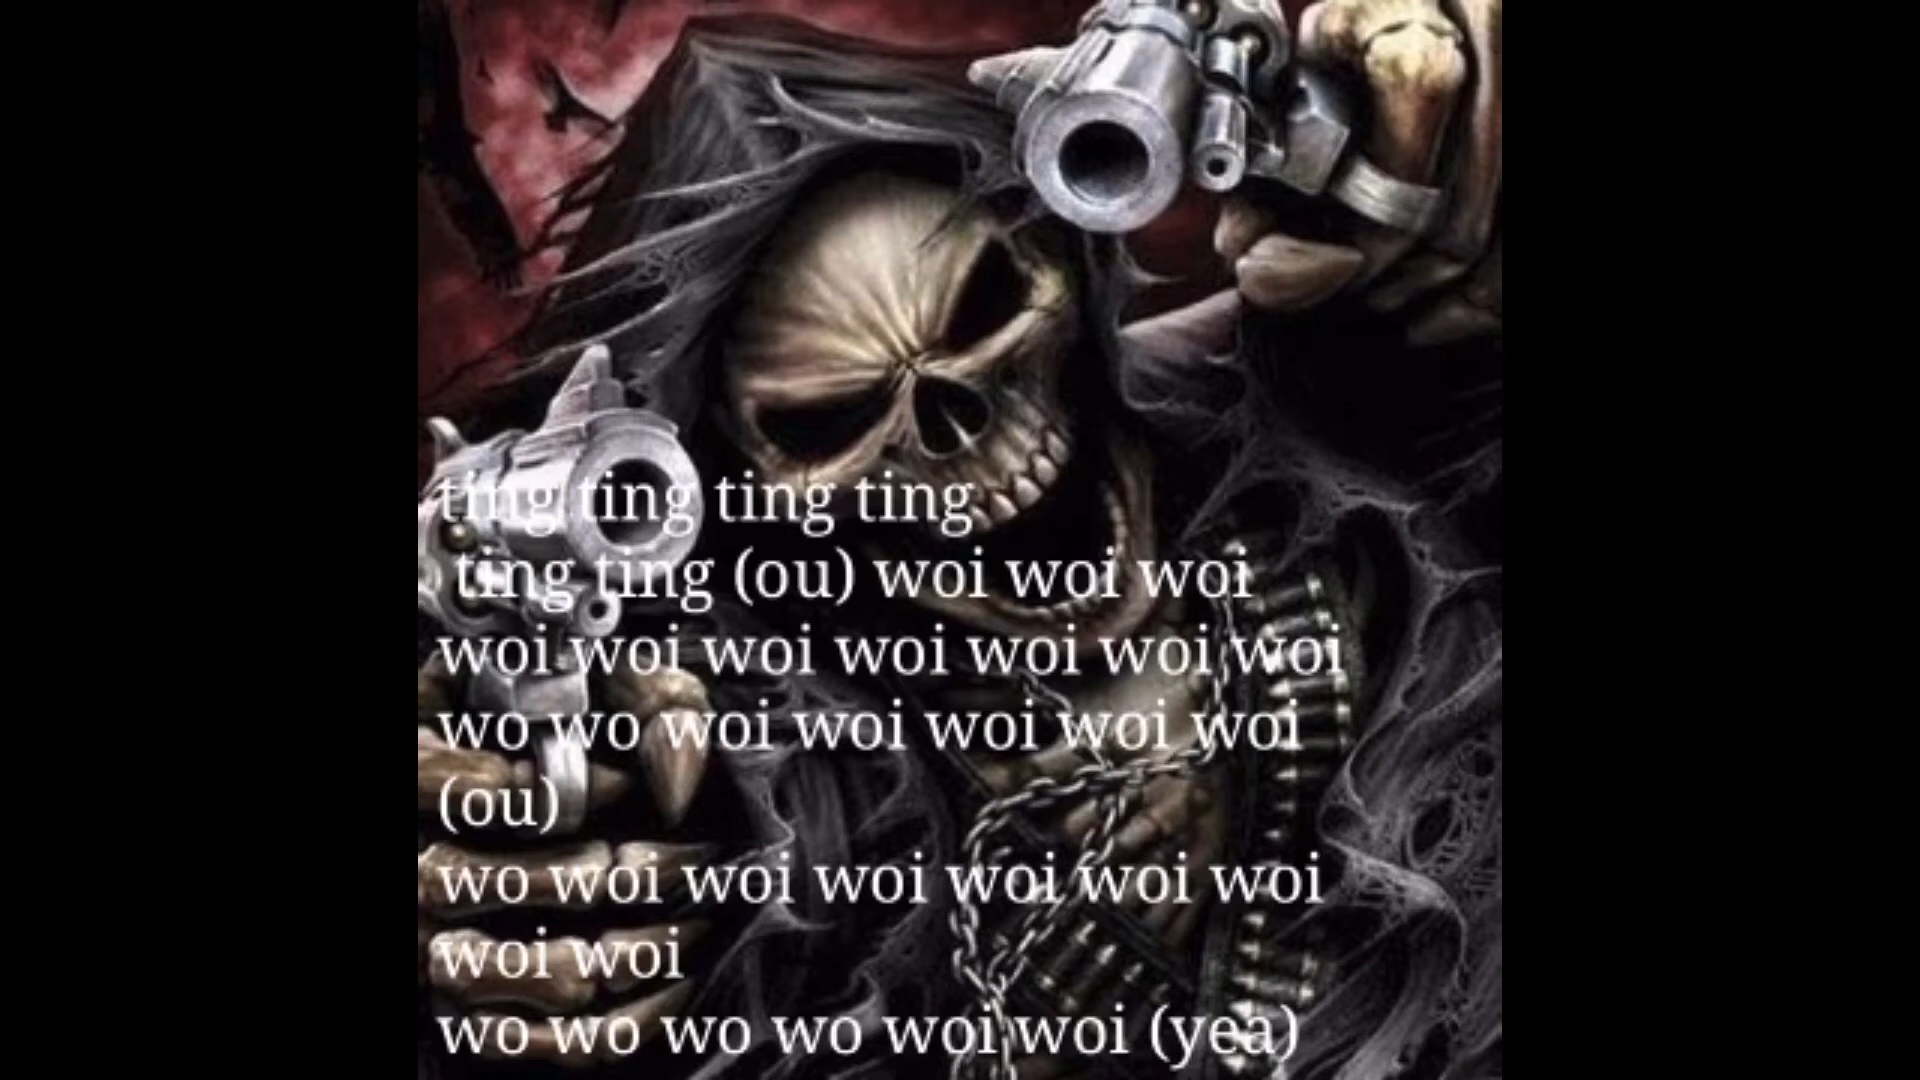 ting ting ting ting
ting ting (ou) woi woi woi
woi woi woi woi woi woi woi
wo wo woi woi woi woi woi
(ou)
wo woi woi woi woi woi woi
woi woi
wo wo wo wo woi woi (yea)